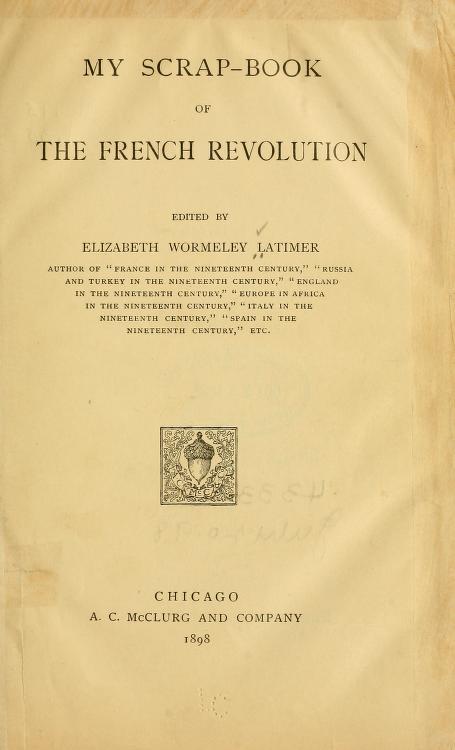 MY SCRAP-BOOK
OF
THE FRENCH REVOLUTION
EDITED BY
ELIZABETH WORMELEY LATIMER
AUTHOR OF "FRANCE IN THE NINETEENTH CENTURY," "RUSSIA
AND TURKEY IN THE NINETEENTH CENTURY," "ENGLAND
IN THE NINETEENTH CENTURY," "EUROPE IN AFRICA
IN THE NINETEENTH CENTURY," "ITALY IN THE
NINETEENTH CENTURY," "SPAIN IN THE
NINETEENTH CENTURY," ETC.
CHICAGO
A. C. McCLURG AND COMPANY
1898